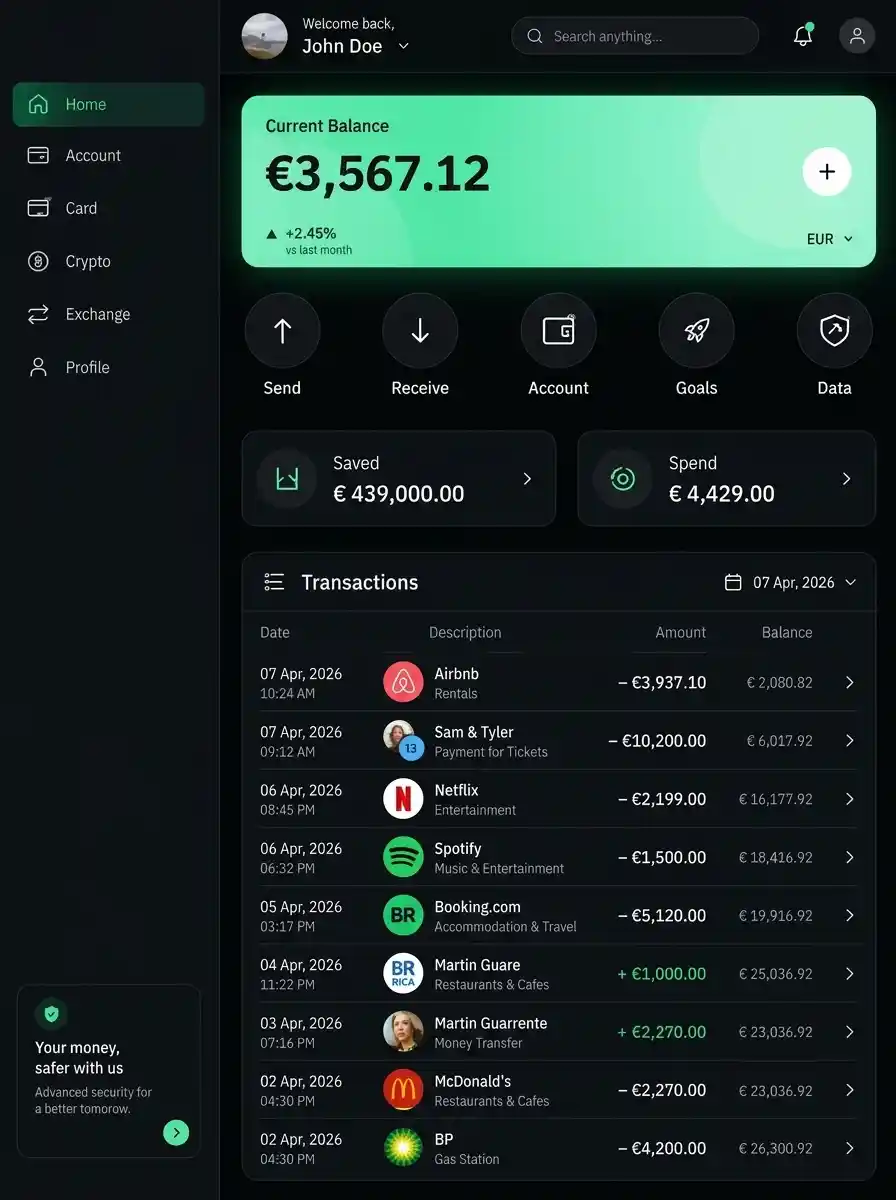 Welcome back,
John Doe
Search anything...
Home
Account
Card
Crypto
Exchange
Profile
Current Balance
€3,567.12
+2.45%
vs last month
EUR
Send
Receive
Account
Goals
Data
Saved
€ 439,000.00
Spend
€ 4,429.00
Transactions
07 Apr, 2026
Date Description Amount Balance
07 Apr, 2026 Airbnb
10:24 AM Rentals – €3,937.10 € 2,080.82
07 Apr, 2026 Sam & Tyler
13
09:12 AM Payment for Tickets – €10,200.00 € 6,017.92
06 Apr, 2026 N Netflix
08:45 PM Entertainment – €2,199.00 € 16,177.92
06 Apr, 2026 Spotify
06:32 PM Music & Entertainment – €1,500.00 € 18,416.92
05 Apr, 2026 BR Booking.com
03:17 PM Accommodation & Travel – €5,120.00 € 19,916.92
04 Apr, 2026 BR Martin Guare
11:22 PM RICA Restaurants & Cafes + €1,000.00 € 25,036.92
03 Apr, 2026 Martin Guarrente
07:16 PM Money Transfer + €2,270.00 € 23,036.92
02 Apr, 2026 McDonald's
04:30 PM Restaurants & Cafes – €2,270.00 € 23,036.92
02 Apr, 2026 BP
04:30 PM Gas Station – €4,200.00 € 26,300.92
Your money,
safer with us
Advanced security for
a better tomorow.